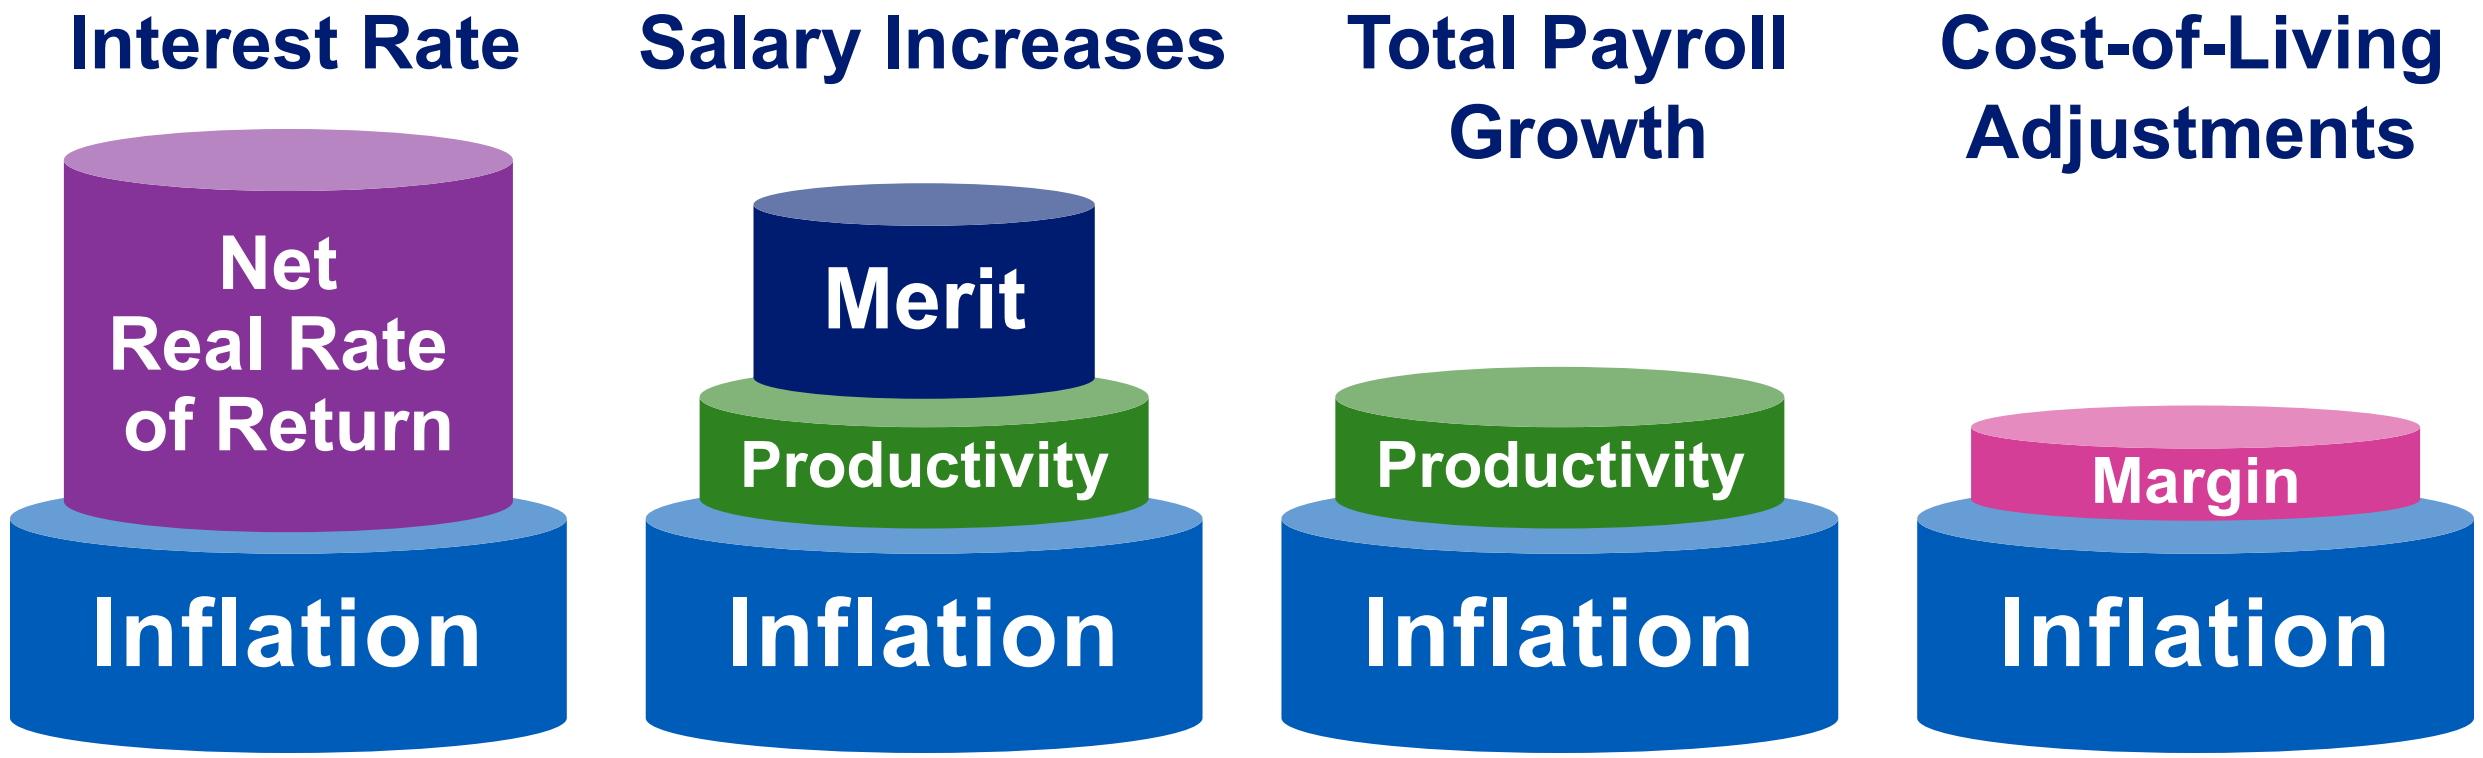 Interest Rate
Net
Real Rate
of Return
Inflation
Salary Increases
Merit
Productivity
Inflation
Total Payroll
Growth
Productivity
Inflation
Cost-of-Living
Adjustments
Margin
Inflation